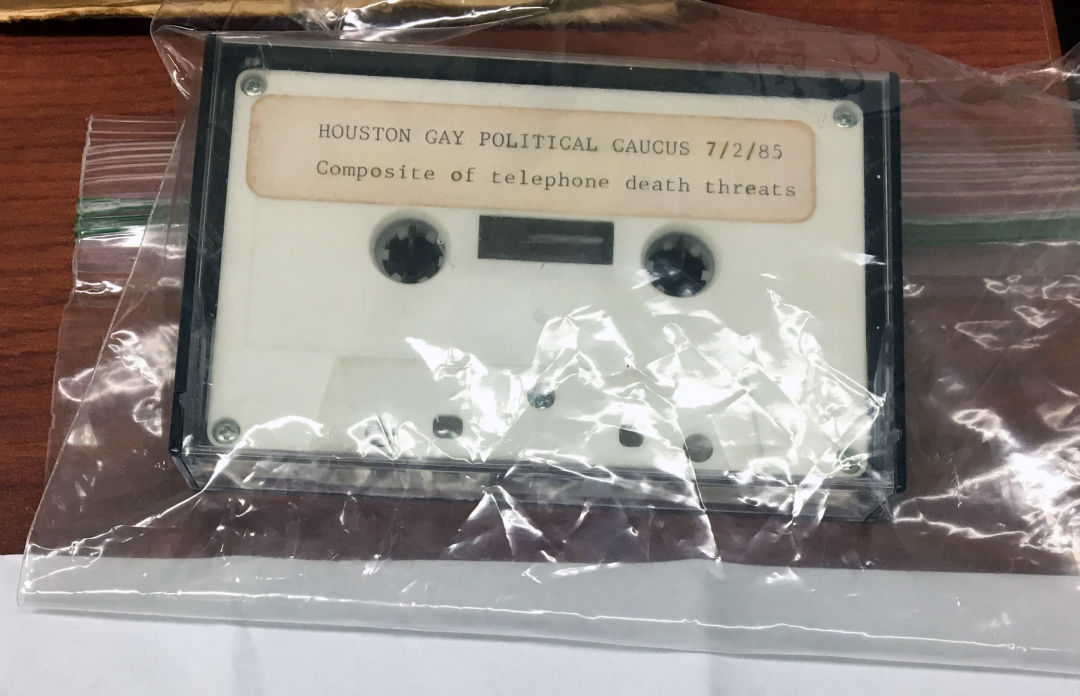 HOUSTON GAY POLITICAL CAUCUS 7/2/85
Composite of telephone death threats